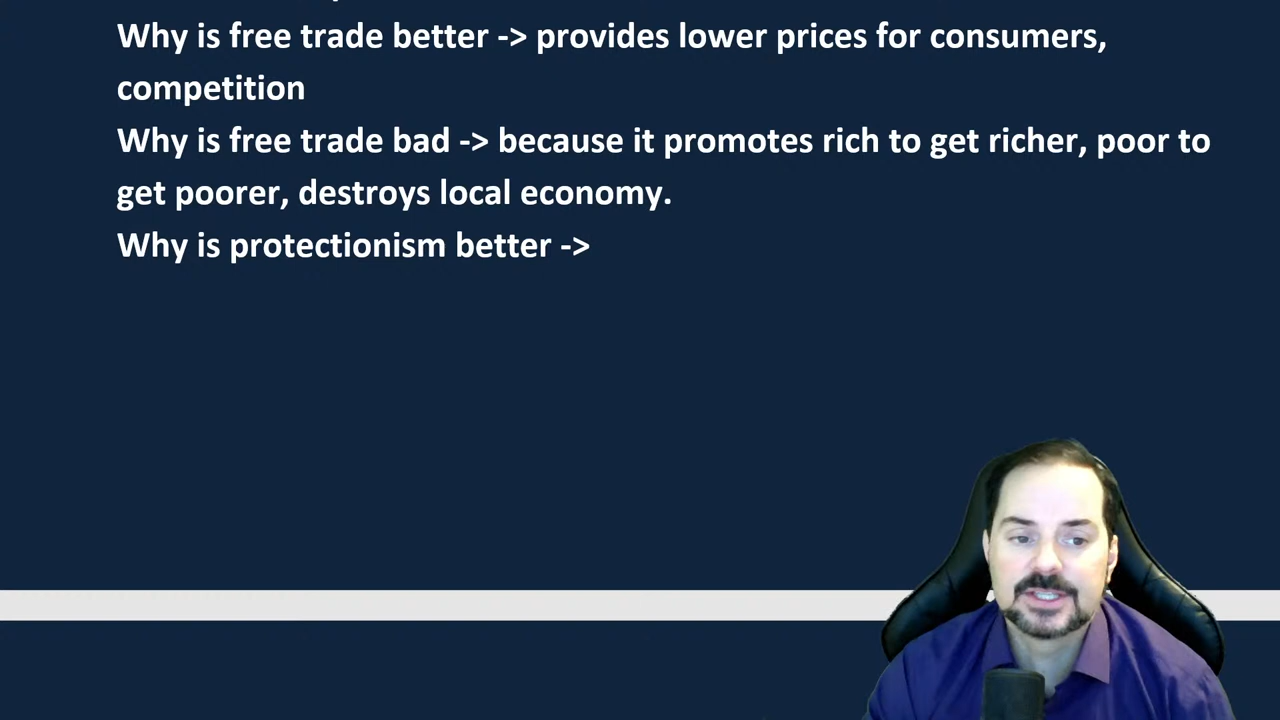 Why is free trade better -> provides lower prices for consumers,
competition
Why is free trade bad -> because it promotes rich to get richer, poor to
get poorer, destroys local economy.
Why is protectionism better ->